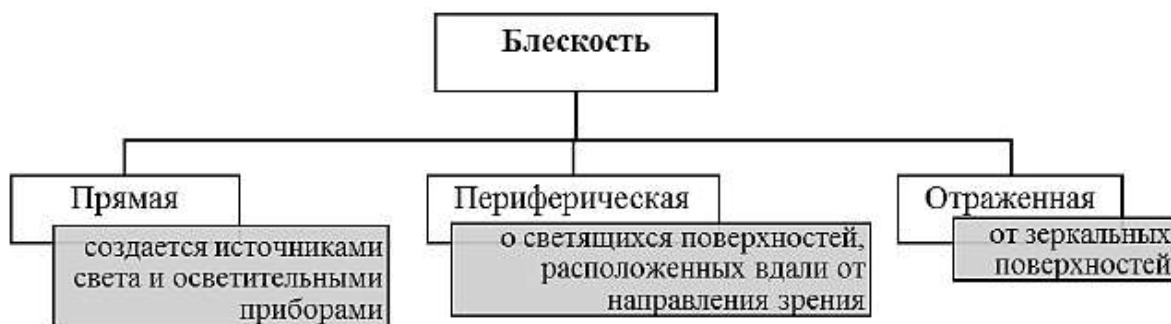 Блескость
Прямая
создается источниками
света и осветительными
приборами
Периферическая
о светящихся поверхностей,
расположенных вдали от
направления зрения
Отраженная
от зеркальных
поверхностей